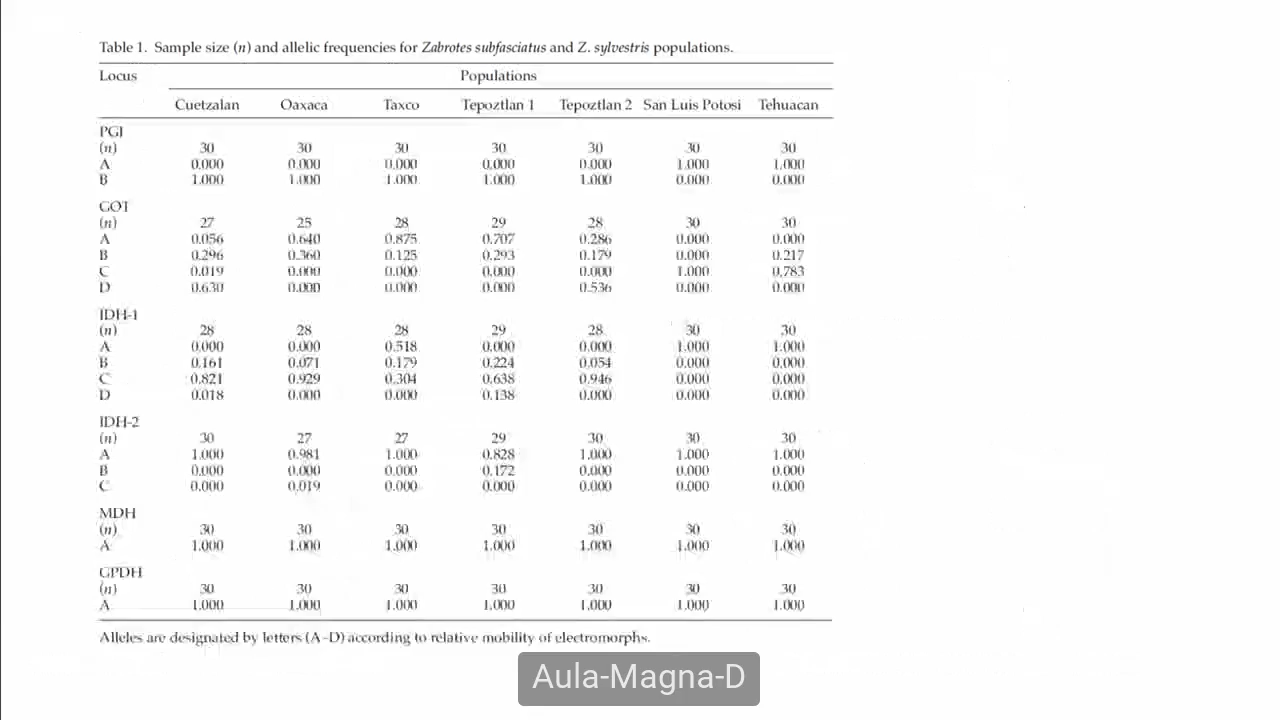 Table 1. Sample size (n) and allelic frequencies for Zabrotes subfasciatus and Z. sylvestris populations.
Locus Populations
Cuetzalan Oaxaca Taxco Tepoztlan 1 Tepoztlan 2 San Luis Potosi Tehuacan
PGI
(n) 30 30 30 30 30 30 30
A 0.000 0.000 0.000 0.000 0.000 1.000 1.000
B 1.000 1.000 1.000 1.000 1.000 0.000 0.000
GOT
(n) 27 25 28 29 28 30 30
A 0.056 0.640 0.875 0.707 0.286 0.000 0.000
B 0.296 0.360 0.125 0.293 0.179 0.000 0.217
C 0.019 0.000 0.000 0.000 0.000 1.000 0.783
D 0.630 0.000 0.000 0.000 0.536 0.000 0.000
IDH-1
(n) 28 28 28 29 28 30 30
A 0.000 0.000 0.518 0.000 0.000 1.000 1.000
B 0.161 0.071 0.179 0.224 0.054 0.000 0.000
C 0.821 0.929 0.304 0.638 0.946 0.000 0.000
D 0.018 0.000 0.000 0.138 0.000 0.000 0.000
IDH-2
(n) 30 27 27 29 30 30 30
A 1.000 0.981 1.000 0.828 1.000 1.000 1.000
B 0.000 0.000 0.000 0.172 0.000 0.000 0.000
C 0.000 0.019 0.000 0.000 0.000 0.000 0.000
MDH
(n) 30 30 30 30 30 30 30
A 1.000 1.000 1.000 1.000 1.000 1.000 1.000
GPDH
(n) 30 30 30 30 30 30 30
A 1.000 1.000 1.000 1.000 1.000 1.000 1.000
Alleles are designated by letters (A–D) according to relative mobility of electromorphs.
Aula-Magna-D